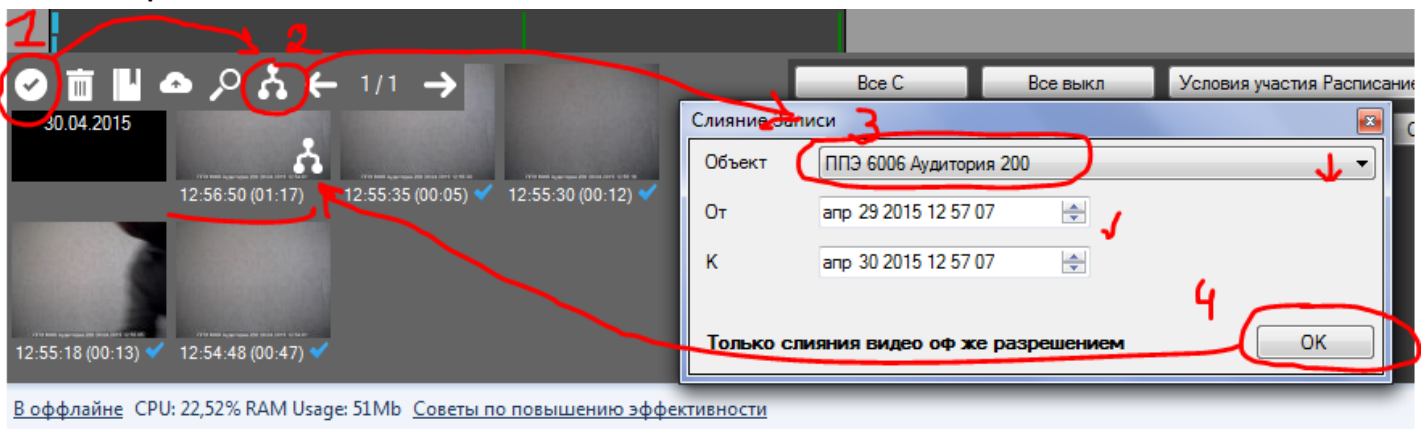 1
2
1/1
Все С Все выкл Условия участия Расписание
30.04.2015
Слияние Записи
3
Объект ППЭ 6006 Аудитория 200
12:56:50 (01:17) 12:55:35 (00:05) 12:55:30 (00:12)
От апр 29 2015 12 57 07
К апр 30 2015 12 57 07
4
Только слияния видео оф же разрешением OK
12:55:18 (00:13) 12:54:48 (00:47)
В оффлайне CPU: 22,52% RAM Usage: 51Mb Советы по повышению эффективности